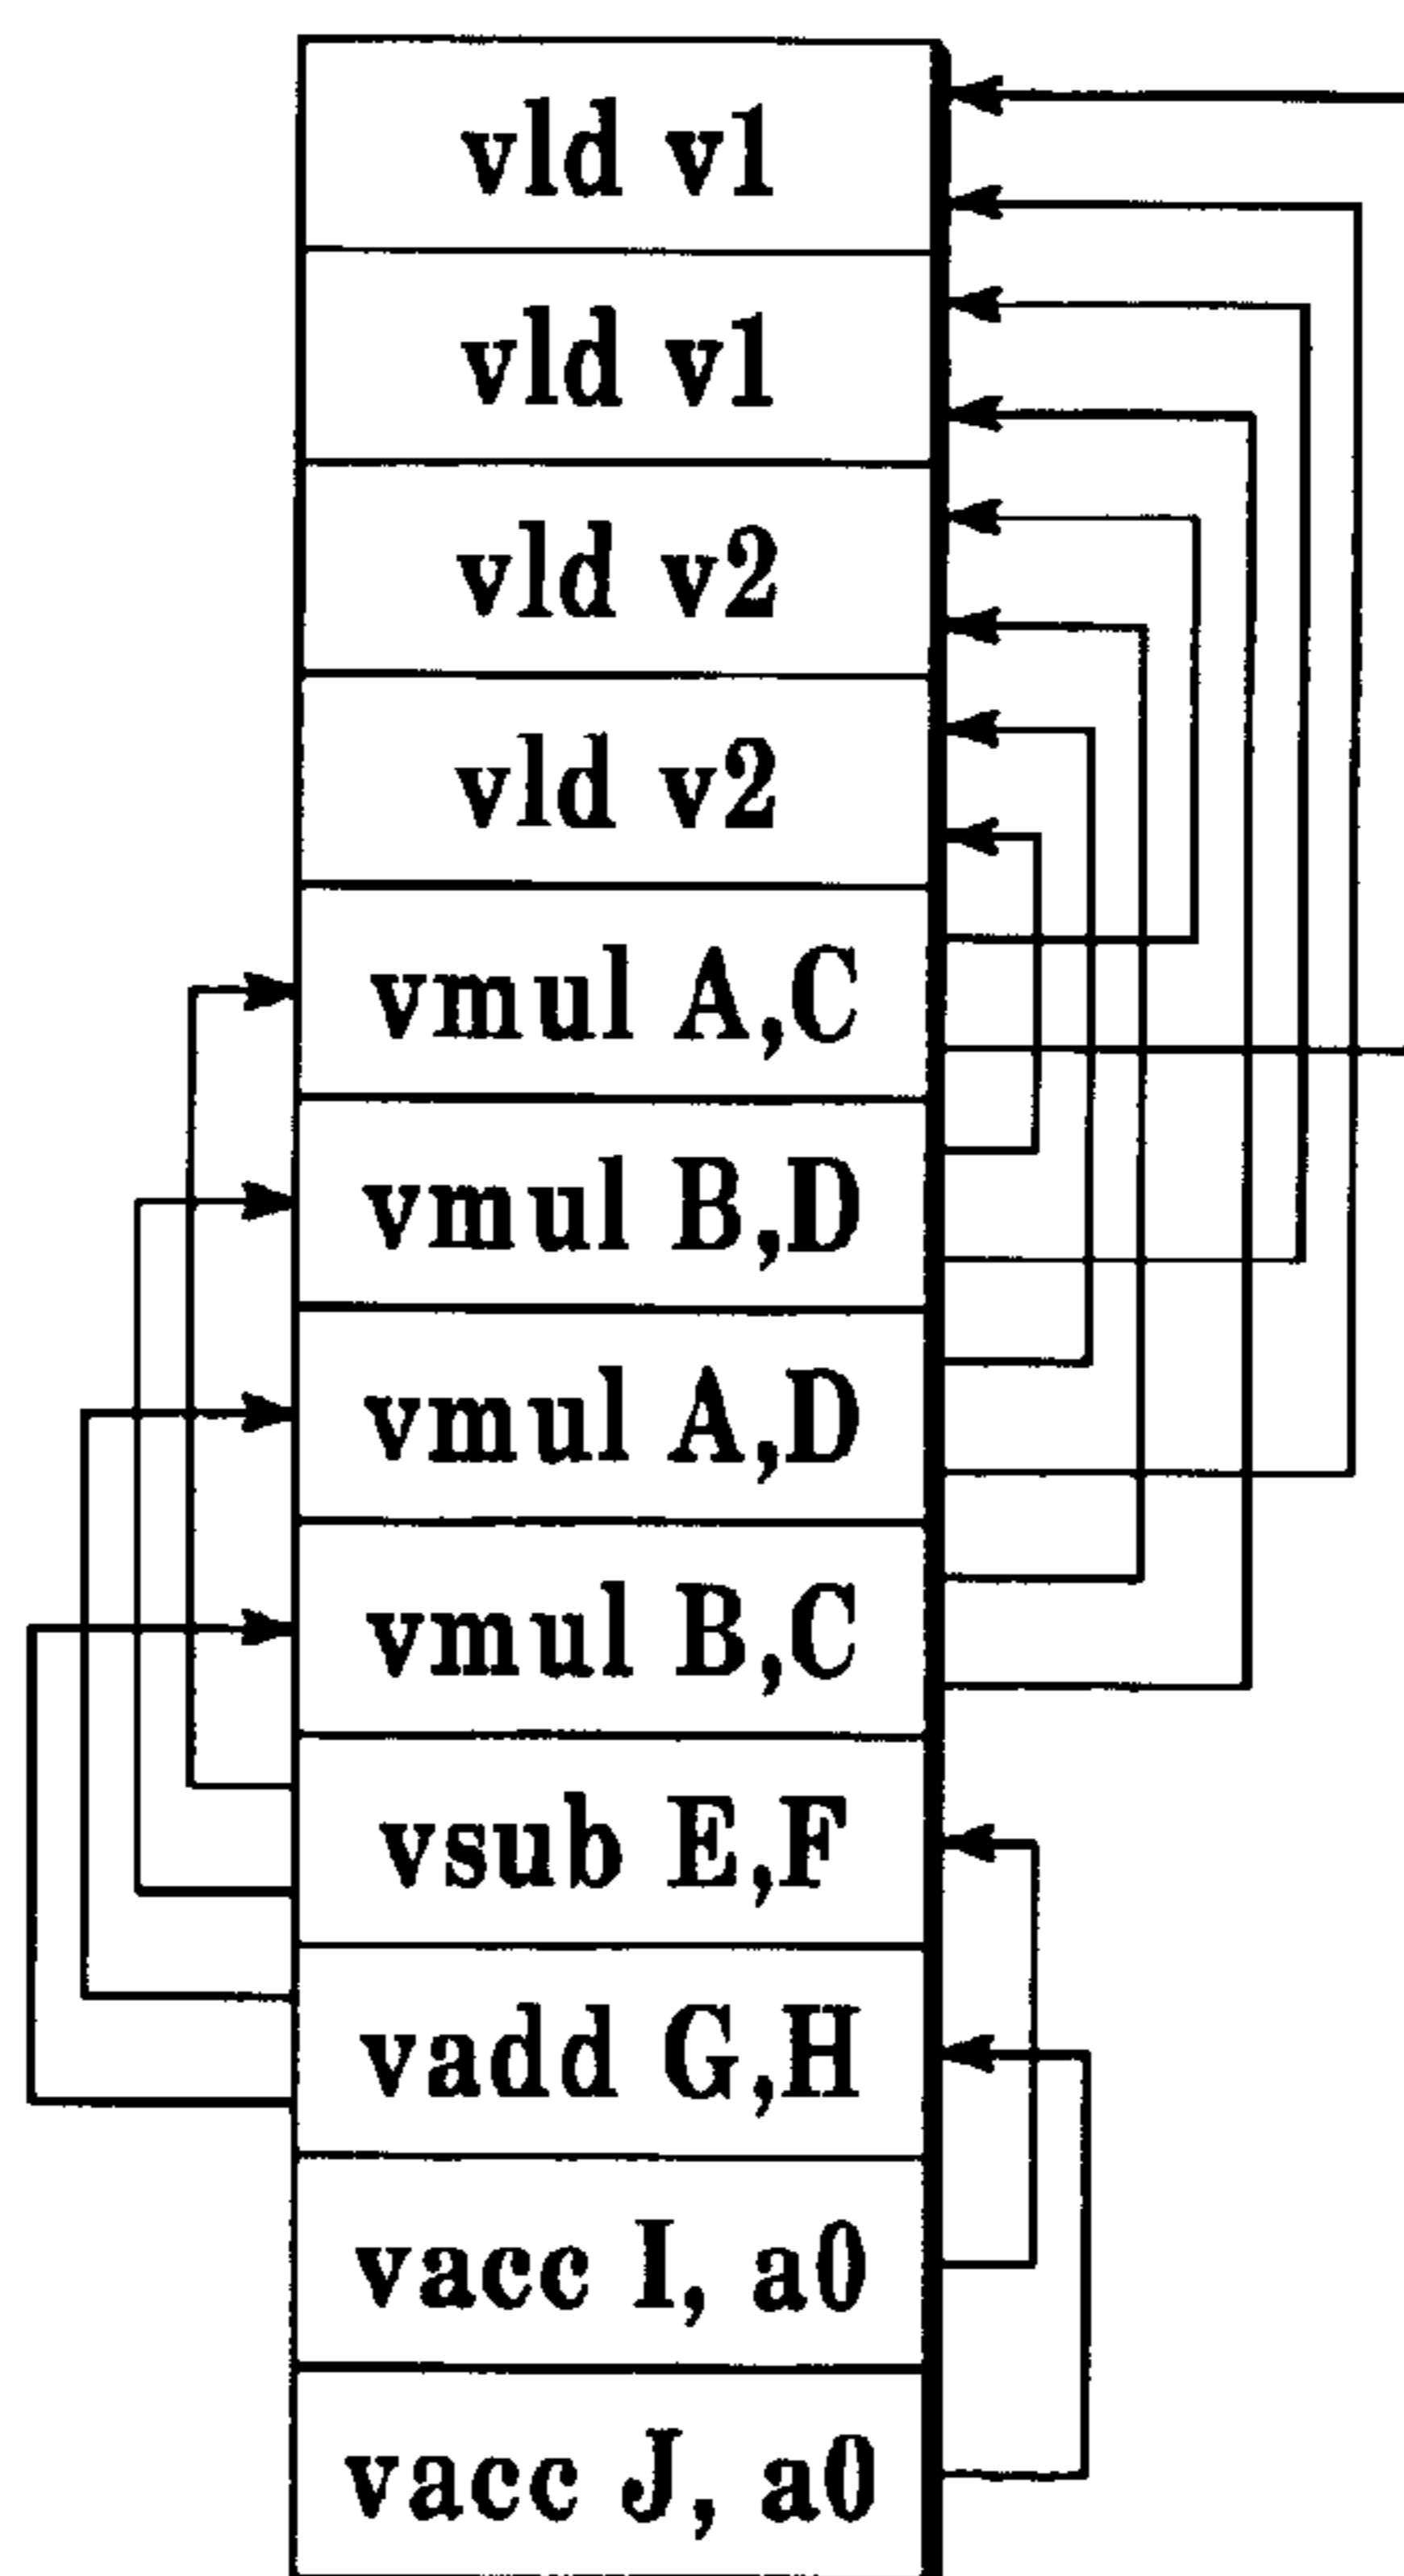 vld v1
vld v1
vld v2
vld v2
vmul A,C
vmul B,D
vmul A,D
vmul B,C
vsub E,F
vadd G,H
vacc I, a0
vacc J, a0